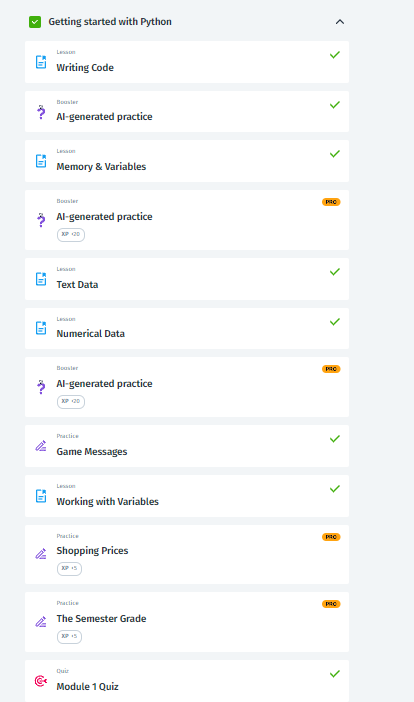 Getting started with Python
Lesson
Writing Code
Booster
AI-generated practice
Lesson
Memory & Variables
Booster
PRO
AI-generated practice
XP +20
Lesson
Text Data
Lesson
Numerical Data
Booster
PRO
AI-generated practice
XP +20
Practice
Game Messages
Lesson
Working with Variables
Practice
PRO
Shopping Prices
XP +5
Practice
PRO
The Semester Grade
XP +5
Quiz
Module 1 Quiz